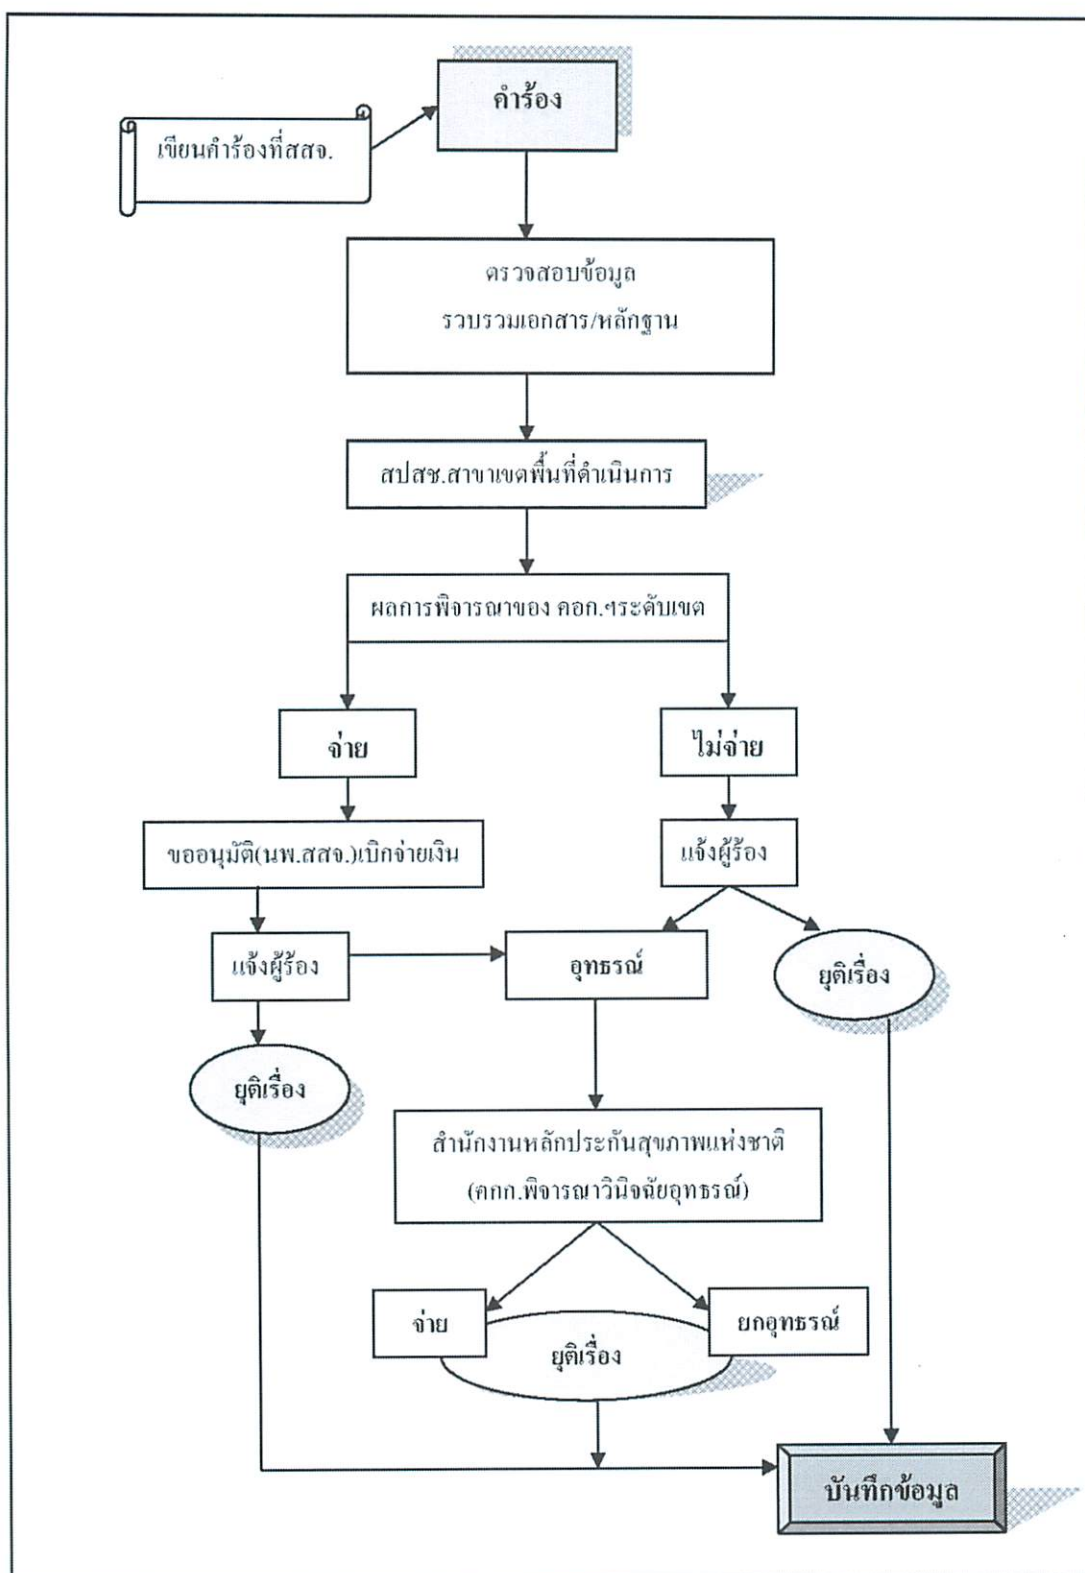 คำร้อง
เขียนคำร้องที่สสจ.
ตรวจสอบข้อมูล
รวบรวมเอกสาร/หลักฐาน
สปสช.สาขาเขตพื้นที่ดำเนินการ
ผลการพิจารณาของ คอก.ฯระดับเขต
จ่าย
ไม่จ่าย
ขออนุมัติ(นพ.สสจ.)เบิกจ่ายเงิน
แจ้งผู้ร้อง
แจ้งผู้ร้อง
อุทธรณ์
ยุติเรื่อง
ยุติเรื่อง
สำนักงานหลักประกันสุขภาพแห่งชาติ
(คกก.พิจารณาวินิจฉัยอุทธรณ์)
จ่าย
ยกอุทธรณ์
ยุติเรื่อง
บันทึกข้อมูล